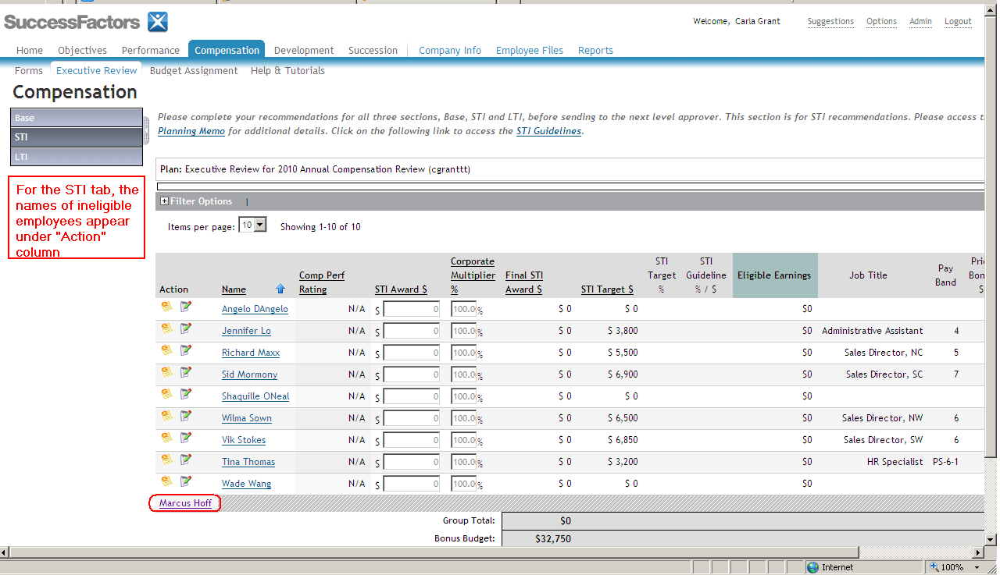 SuccessFactors
Welcome, Carla Grant Suggestions Options Admin Logout
Home Objectives Performance Compensation Development Succession Company Info Employee Files Reports
Forms Executive Review Budget Assignment Help & Tutorials
Compensation
Base
STI
LTI
For the STI tab, the
names of ineligible
employees appear
under "Action"
column
Please complete your recommendations for all three sections, Base, STI and LTI, before sending to the next level approver. This section is for STI recommendations. Please access t
Planning Memo for additional details. Click on the following link to access the STI Guidelines.
Plan: Executive Review for 2010 Annual Compensation Review (cgranttt)
Filter Options |
Items per page: 10 Showing 1-10 of 10
Action Name Comp Perf Rating STI Award $ Corporate Multiplier % Final STI Award $ STI Target $ STI Target % STI Guideline % / $ Eligible Earnings Job Title Pay Band Pric Bon $
Angelo DAngelo N/A $ 0 100.0 % $ 0 $ 0 $0
Jennifer Lo N/A $ 0 100.0 % $ 0 $ 3,800 $0 Administrative Assistant 4
Richard Maxx N/A $ 0 100.0 % $ 0 $ 5,500 $0 Sales Director, NC 5
Sid Mormony N/A $ 0 100.0 % $ 0 $ 6,900 $0 Sales Director, SC 7
Shaquille ONeal N/A $ 0 100.0 % $ 0 $ 0 $0
Wilma Sown N/A $ 0 100.0 % $ 0 $ 6,500 $0 Sales Director, NW 6
Vik Stokes N/A $ 0 100.0 % $ 0 $ 6,850 $0 Sales Director, SW 6
Tina Thomas N/A $ 0 100.0 % $ 0 $ 3,200 $0 HR Specialist PS-6-1
Wade Wang N/A $ 0 100.0 % $ 0 $ 0 $0
Marcus Hoff
Group Total: $0
Bonus Budget: $32,750
Internet 100%